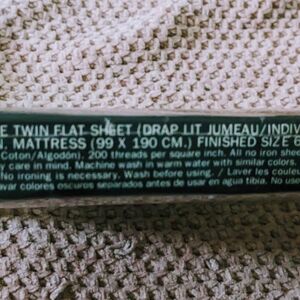 E TWIN FLAT SHEET (DRAP LIT JUMEAU/INDIV
N. MATTRESS (99 X 190 CM.) FINISHED SIZE 6
Coton/Algodón). 200 threads per square inch. All no iron shee
y care in mind. Machine wash in warm water with similar colors.
No ironing is necessary. Wash before using. / Laver les couleu
avar colores oscuros separados antes de usar en agua tibia. No us